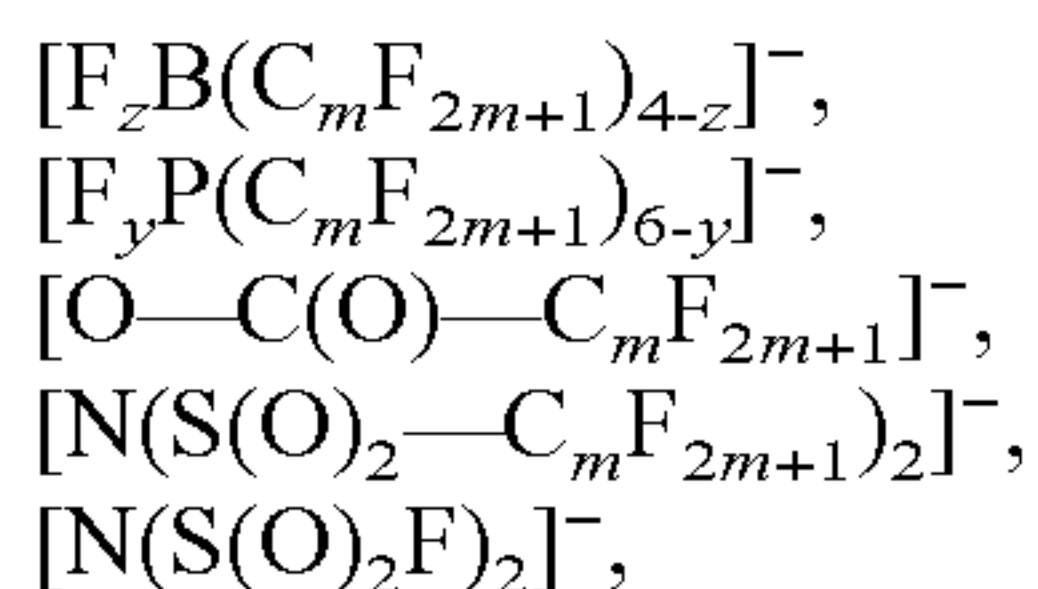 [F_zB(C_mF_{2m+1})_{4-z}]^−,
[F_yP(C_mF_{2m+1})_{6-y}]^−,
[O—C(O)—C_mF_{2m+1}]^−,
[N(S(O)_2—C_mF_{2m+1})_2]^−,
[N(S(O)_2F)_2]^−,